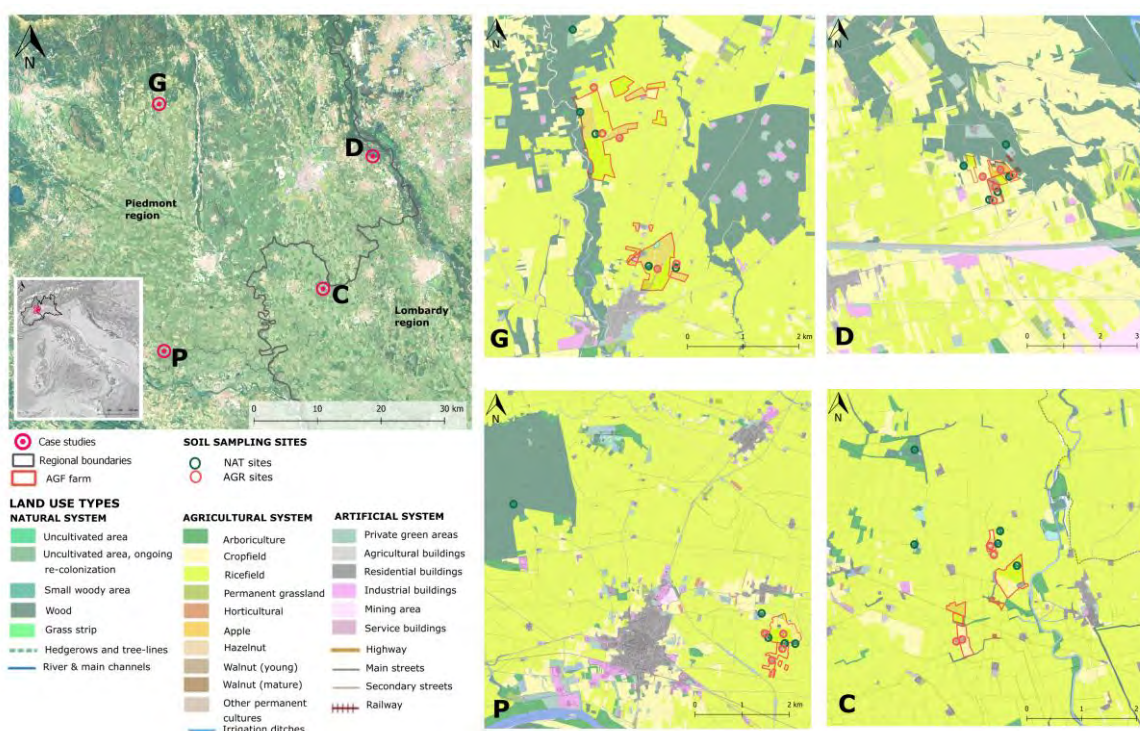 N
G
D
Piedmont
region
C
Lombardy
region
P
0 10 20 30 km
Case studies
Regional boundaries
AGF farm
SOIL SAMPLING SITES
NAT sites
AGR sites
LAND USE TYPES
NATURAL SYSTEM
Uncultivated area
Uncultivated area, ongoing
re-colonization
Small woody area
Wood
Grass strip
Hedgerows and tree-lines
River & main channels
AGRICULTURAL SYSTEM
Arboriculture
Cropfield
Ricefield
Permanent grassland
Horticultural
Apple
Hazelnut
Walnut (young)
Walnut (mature)
Other permanent
cultures
Irrigation ditches
ARTIFICIAL SYSTEM
Private green areas
Agricultural buildings
Residential buildings
Industrial buildings
Mining area
Service buildings
Highway
Main streets
Secondary streets
Railway
N
G
0 1 2 km
N
D
0 1 2 3
N
P
0 1 2 km
N
C
0 1 2